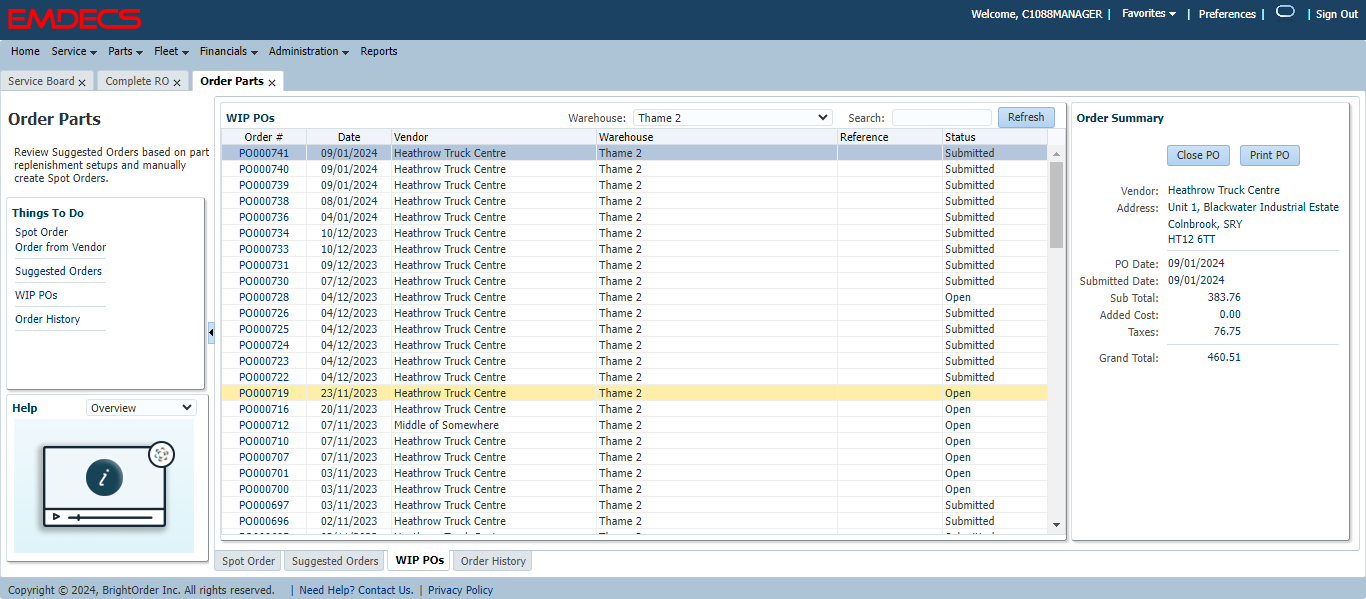 EMDECS
Welcome, C1088MANAGER | Favorites | Preferences | | Sign Out
Home Service Parts Fleet Financials Administration Reports
Service Board x Complete RO x Order Parts x
Order Parts
Review Suggested Orders based on part
replenishment setups and manually
create Spot Orders.
Things To Do
Spot Order
Order from Vendor
Suggested Orders
WIP POs
Order History
Help Overview
i
WIP POs Warehouse: Thame 2 Search: Refresh
Order # Date Vendor Warehouse Reference Status
PO000741 09/01/2024 Heathrow Truck Centre Thame 2 Submitted
PO000740 09/01/2024 Heathrow Truck Centre Thame 2 Submitted
PO000739 09/01/2024 Heathrow Truck Centre Thame 2 Submitted
PO000738 08/01/2024 Heathrow Truck Centre Thame 2 Submitted
PO000736 04/01/2024 Heathrow Truck Centre Thame 2 Submitted
PO000734 10/12/2023 Heathrow Truck Centre Thame 2 Submitted
PO000733 10/12/2023 Heathrow Truck Centre Thame 2 Submitted
PO000731 09/12/2023 Heathrow Truck Centre Thame 2 Submitted
PO000730 07/12/2023 Heathrow Truck Centre Thame 2 Submitted
PO000728 04/12/2023 Heathrow Truck Centre Thame 2 Open
PO000726 04/12/2023 Heathrow Truck Centre Thame 2 Submitted
PO000725 04/12/2023 Heathrow Truck Centre Thame 2 Submitted
PO000724 04/12/2023 Heathrow Truck Centre Thame 2 Submitted
PO000723 04/12/2023 Heathrow Truck Centre Thame 2 Submitted
PO000722 04/12/2023 Heathrow Truck Centre Thame 2 Submitted
PO000719 23/11/2023 Heathrow Truck Centre Thame 2 Open
PO000716 20/11/2023 Heathrow Truck Centre Thame 2 Open
PO000712 07/11/2023 Middle of Somewhere Thame 2 Open
PO000710 07/11/2023 Heathrow Truck Centre Thame 2 Open
PO000707 07/11/2023 Heathrow Truck Centre Thame 2 Open
PO000701 03/11/2023 Heathrow Truck Centre Thame 2 Open
PO000700 03/11/2023 Heathrow Truck Centre Thame 2 Open
PO000697 03/11/2023 Heathrow Truck Centre Thame 2 Submitted
PO000696 02/11/2023 Heathrow Truck Centre Thame 2 Submitted
Order Summary
Close PO Print PO
Vendor: Heathrow Truck Centre
Address: Unit 1, Blackwater Industrial Estate
Colnbrook, SRY
HT12 6TT
PO Date: 09/01/2024
Submitted Date: 09/01/2024
Sub Total: 383.76
Added Cost: 0.00
Taxes: 76.75
Grand Total: 460.51
Spot Order Suggested Orders WIP POs Order History
Copyright © 2024, BrightOrder Inc. All rights reserved. | Need Help? Contact Us. | Privacy Policy